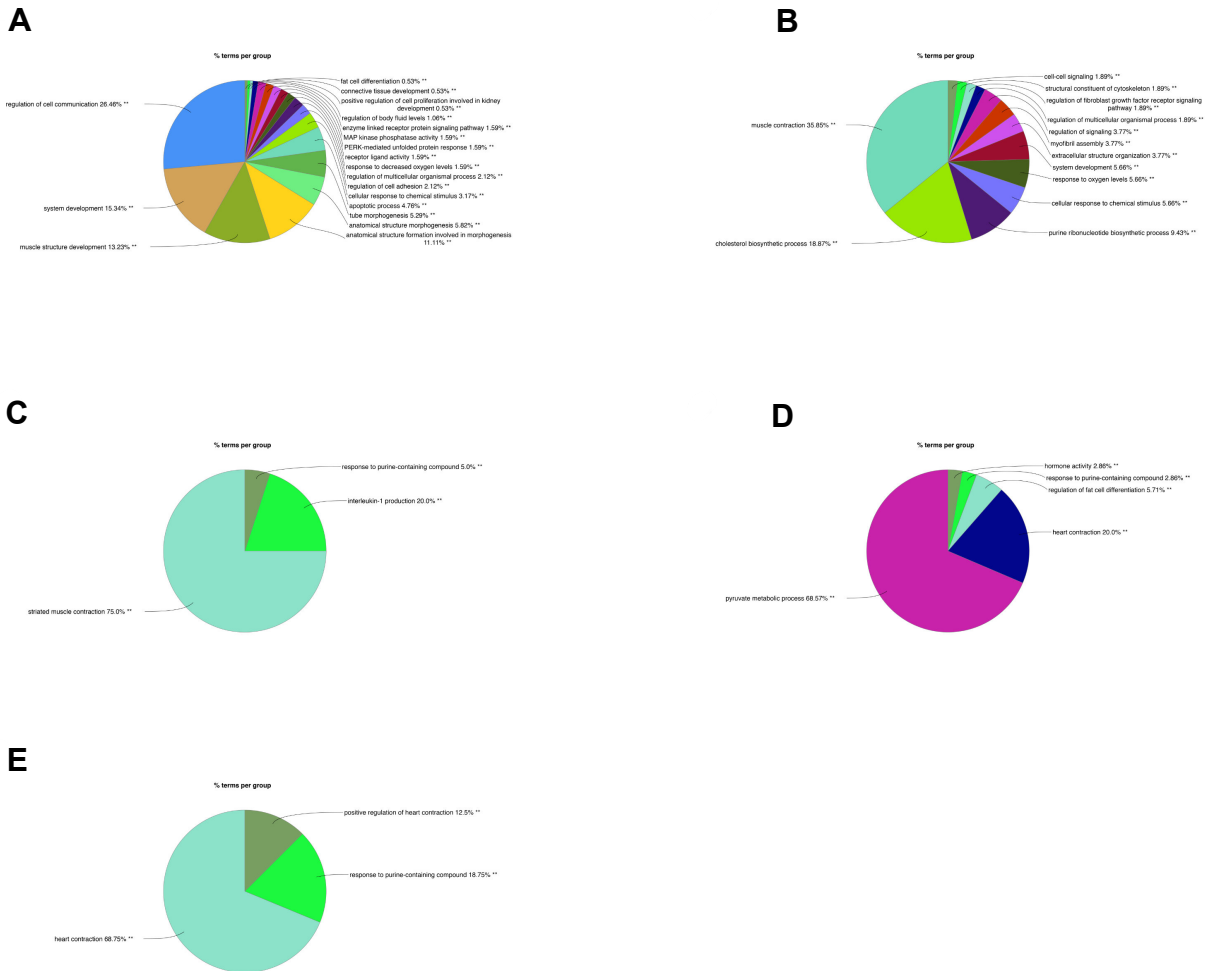 A
% terms per group
fat cell differentiation 0.53% **
connective tissue development 0.53% **
positive regulation of cell proliferation involved in kidney
development 0.53% **
regulation of body fluid levels 1.06% **
enzyme linked receptor protein signaling pathway 1.59% **
MAP kinase phosphatase activity 1.59% **
PERK-mediated unfolded protein response 1.59% **
receptor ligand activity 1.59% **
response to decreased oxygen levels 1.59% **
regulation of multicellular organismal process 2.12% **
regulation of cell adhesion 2.12% **
cellular response to chemical stimulus 3.17% **
apoptotic process 4.76% **
tube morphogenesis 5.29% **
anatomical structure morphogenesis 5.82% **
anatomical structure formation involved in morphogenesis
11.11% **
regulation of cell communication 26.46% **
system development 15.34% **
muscle structure development 13.23% **
B
% terms per group
cell-cell signaling 1.89% **
structural constituent of cytoskeleton 1.89% **
regulation of fibroblast growth factor receptor signaling
pathway 1.89% **
regulation of multicellular organismal process 1.89% **
regulation of signaling 3.77% **
myofibril assembly 3.77% **
extracellular structure organization 3.77% **
system development 5.66% **
response to oxygen levels 5.66% **
cellular response to chemical stimulus 5.66% **
purine ribonucleotide biosynthetic process 9.43% **
muscle contraction 35.85% **
cholesterol biosynthetic process 18.87% **
C
% terms per group
response to purine-containing compound 5.0% **
interleukin-1 production 20.0% **
striated muscle contraction 75.0% **
D
% terms per group
hormone activity 2.86% **
response to purine-containing compound 2.86% **
regulation of fat cell differentiation 5.71% **
heart contraction 20.0% **
pyruvate metabolic process 68.57% **
E
% terms per group
positive regulation of heart contraction 12.5% **
response to purine-containing compound 18.75% **
heart contraction 68.75% **